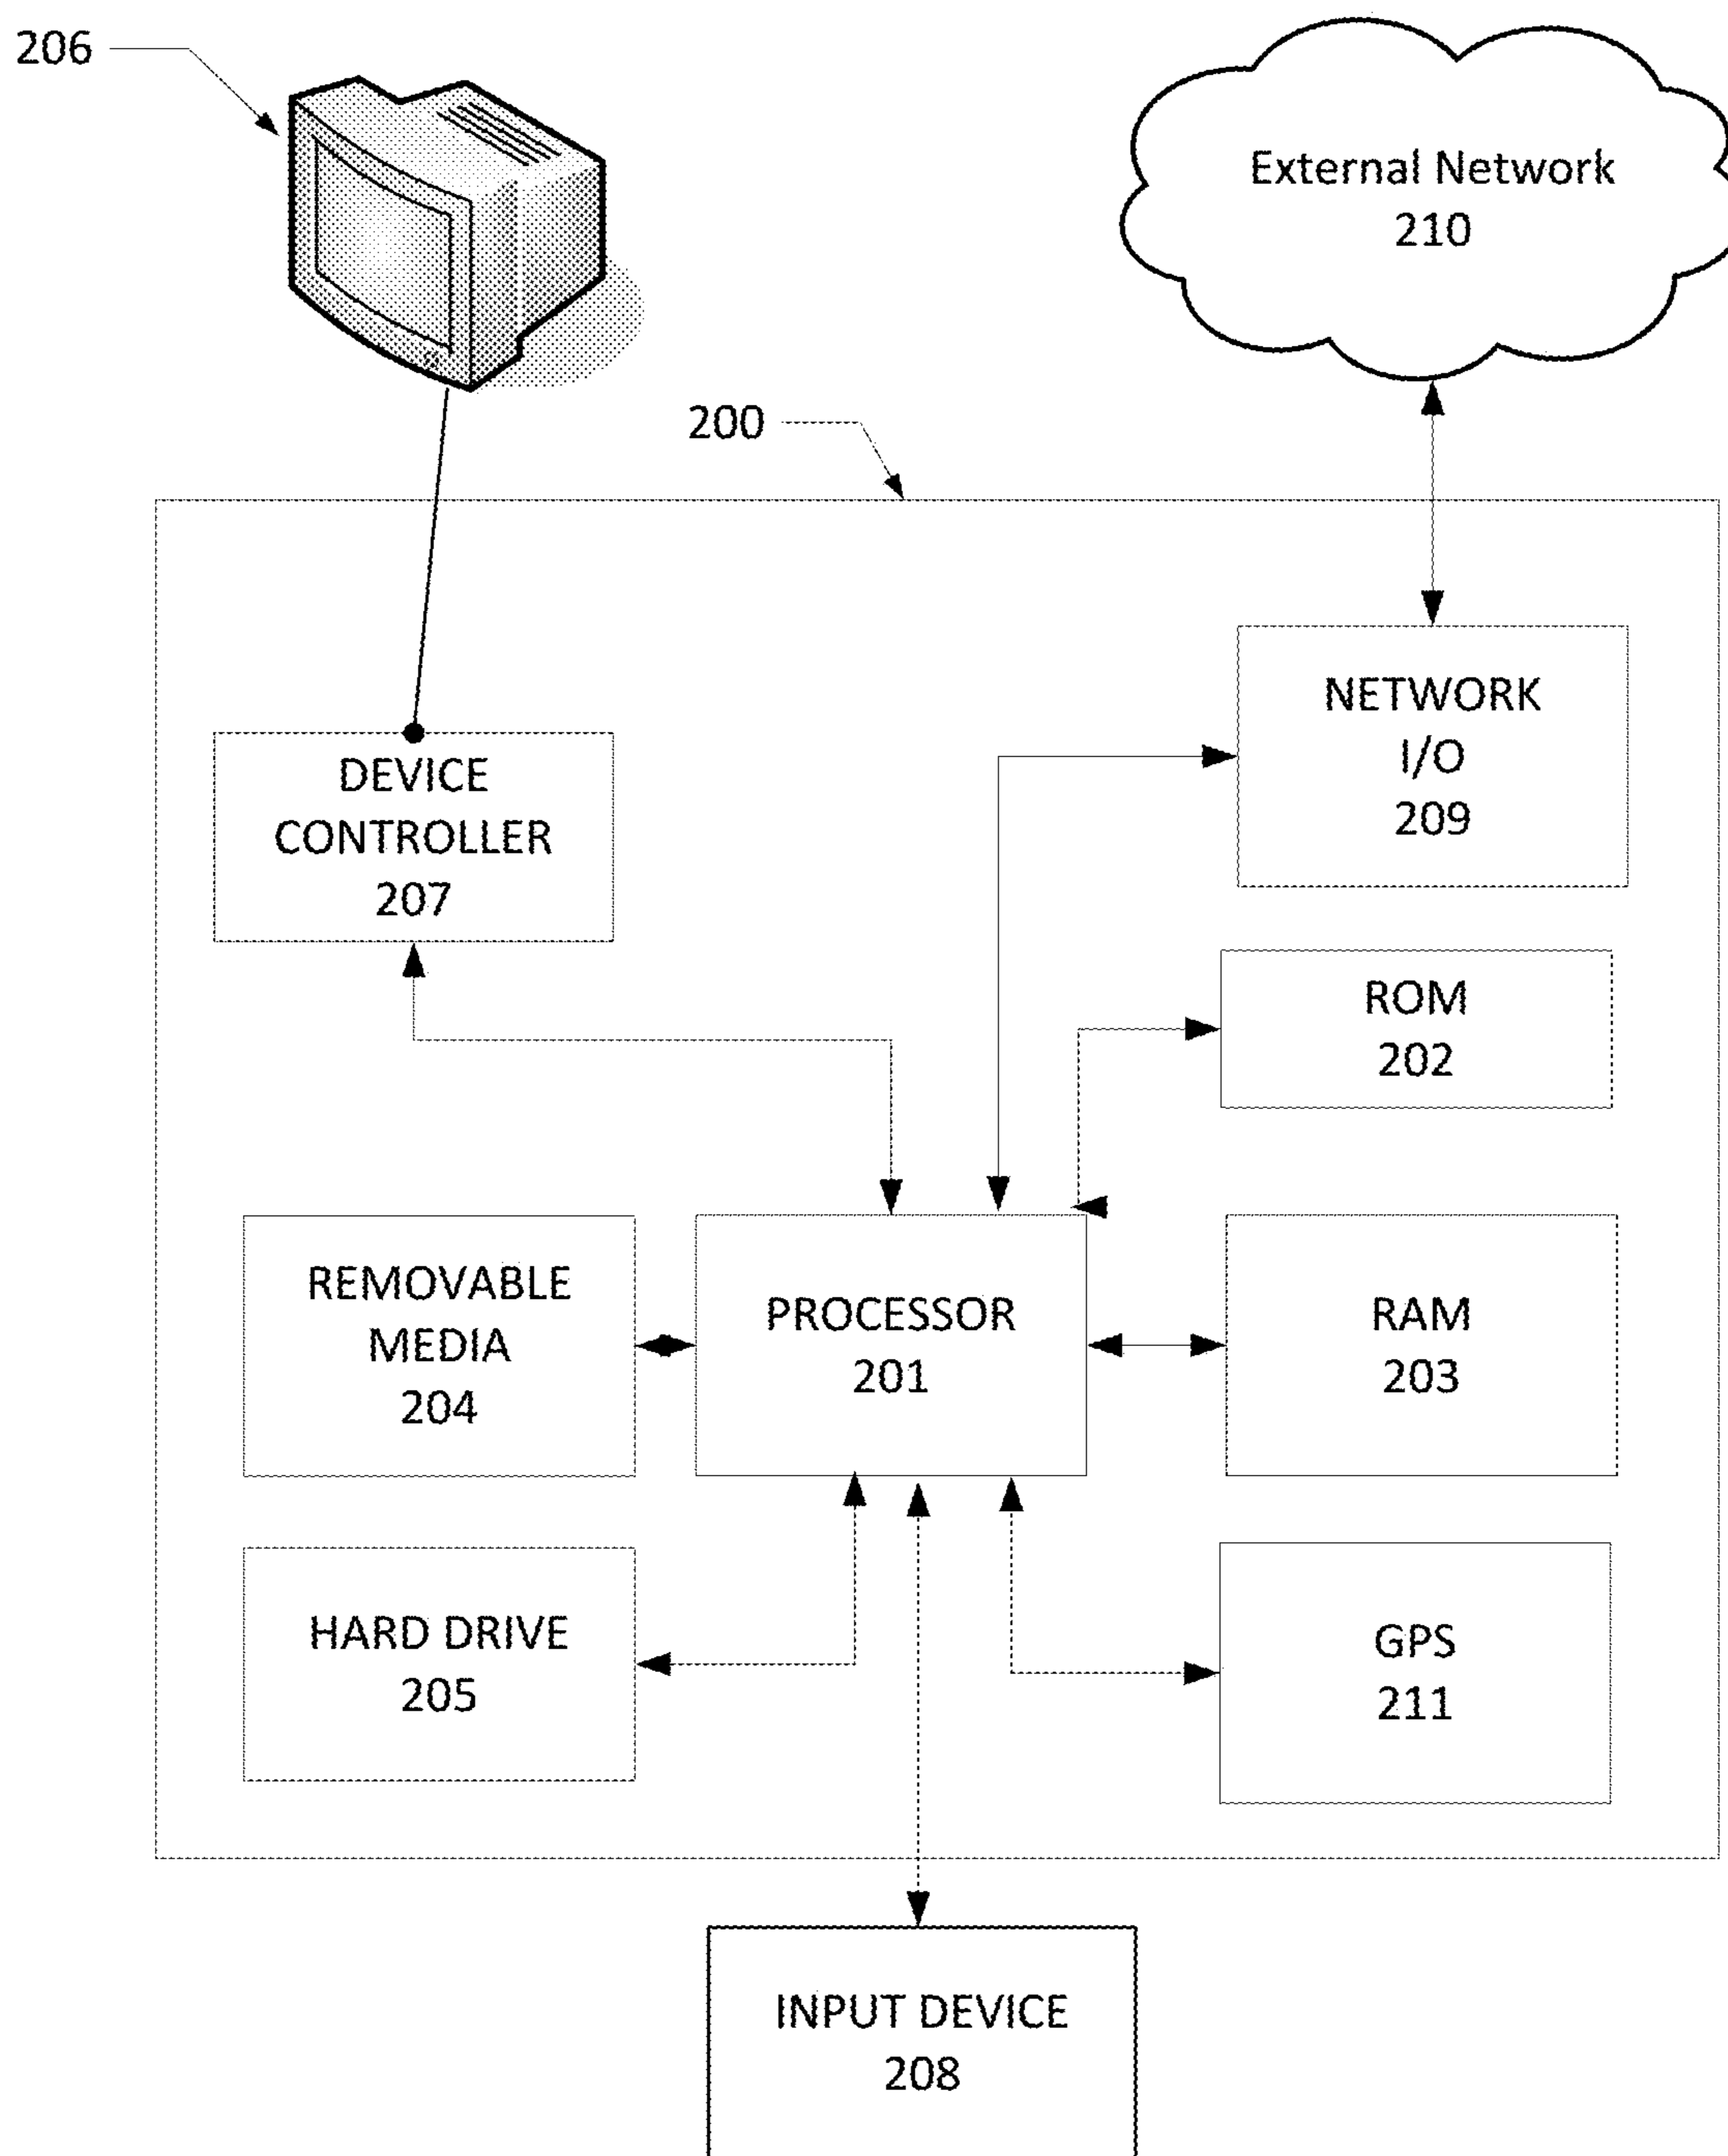 206
External Network
210
200
NETWORK
I/O
209
DEVICE
CONTROLLER
207
ROM
202
REMOVABLE
MEDIA
204
PROCESSOR
201
RAM
203
HARD DRIVE
205
GPS
211
INPUT DEVICE
208